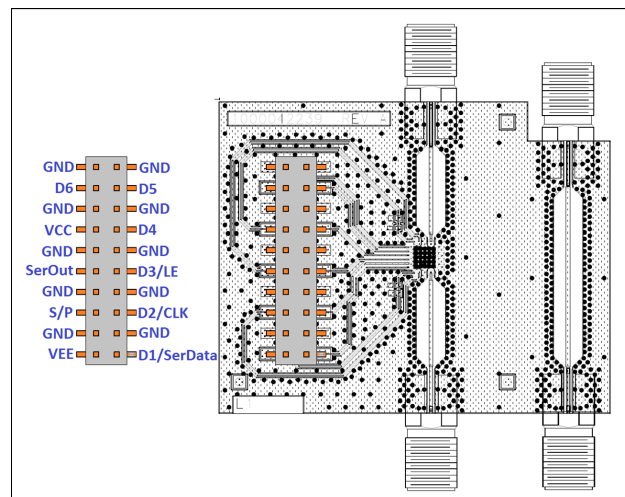 1000042239 REV A
GND GND
D6 D5
GND GND
VCC D4
GND GND
SerOut D3/LE
GND GND
S/P D2/CLK
GND GND
VEE D1/SerData